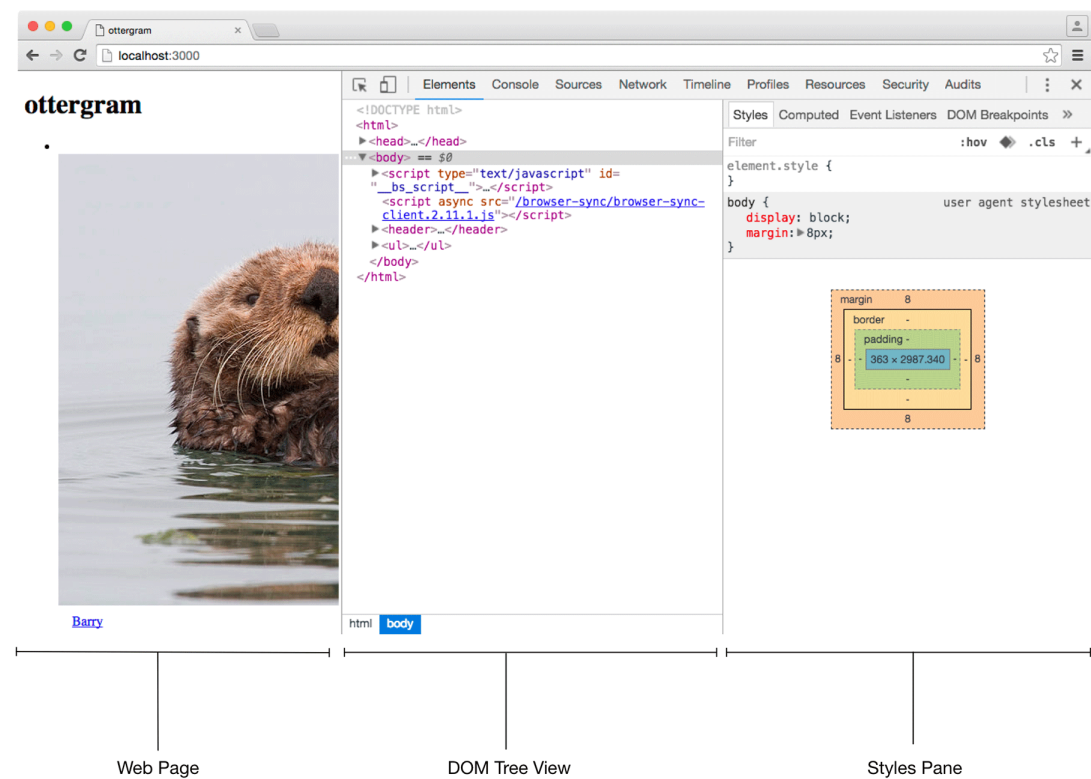 ottergram
localhost:3000
ottergram
Barry
Elements Console Sources Network Timeline Profiles Resources Security Audits
<!DOCTYPE html>
<html>
<head>…</head>
<body> == $0
<script type="text/javascript" id=
"__bs_script__">…</script>
<script async src="/browser-sync/browser-sync-
client.2.11.1.js"></script>
<header>…</header>
<ul>…</ul>
</body>
</html>
html body
Styles Computed Event Listeners DOM Breakpoints »
Filter :hov .cls +
element.style {
}
body { user agent stylesheet
display: block;
margin: 8px;
}
margin 8
border -
padding -
8 - - 363 × 2987.340 - - 8
-
-
8
Web Page DOM Tree View Styles Pane